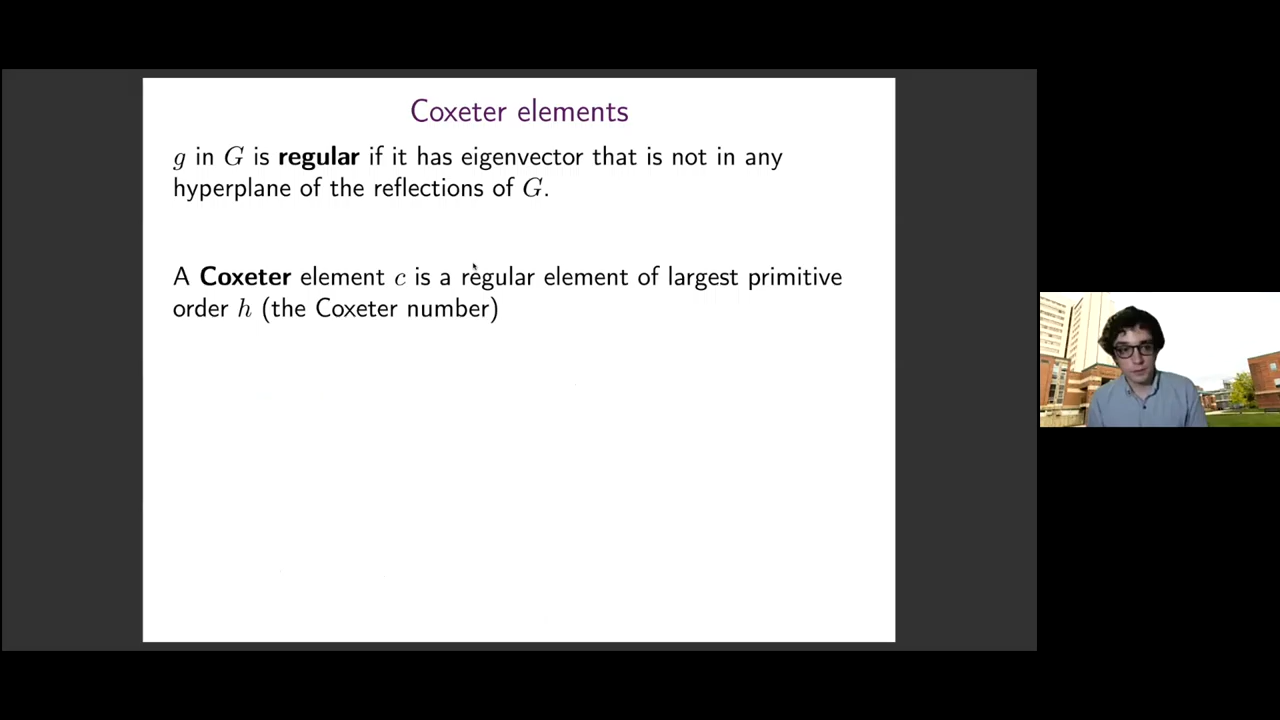 Coxeter elements
g in G is regular if it has eigenvector that is not in any
hyperplane of the reflections of G.
A Coxeter element c is a regular element of largest primitive
order h (the Coxeter number)